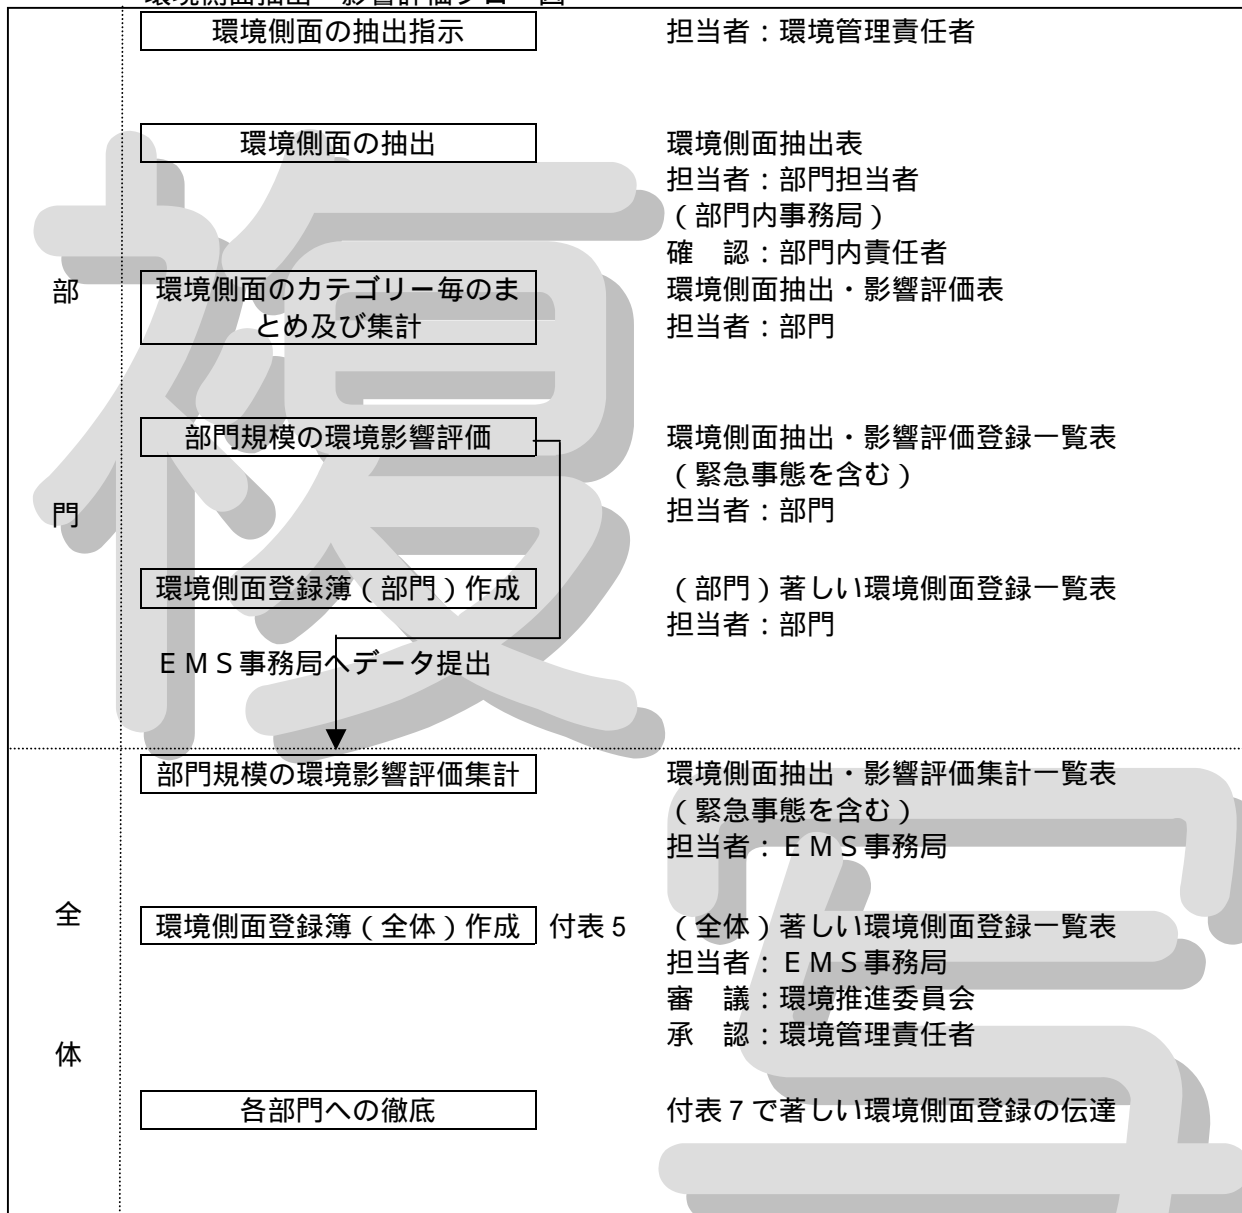 環境側面の抽出指示
担当者：環境管理責任者
環境側面の抽出
環境側面抽出表
担当者：部門担当者
（部門内事務局）
確　認：部門内責任者
部
門
環境側面のカテゴリー毎のま
とめ及び集計
環境側面抽出・影響評価表
担当者：部門
部門規模の環境影響評価
環境側面抽出・影響評価登録一覧表
（緊急事態を含む）
担当者：部門
環境側面登録簿（部門）作成
（部門）著しい環境側面登録一覧表
担当者：部門
ＥＭＳ事務局へデータ提出
部門規模の環境影響評価集計
環境側面抽出・影響評価集計一覧表
（緊急事態を含む）
担当者：ＥＭＳ事務局
全
体
環境側面登録簿（全体）作成
付表５
（全体）著しい環境側面登録一覧表
担当者：ＥＭＳ事務局
審　議：環境推進委員会
承　認：環境管理責任者
各部門への徹底
付表７で著しい環境側面登録の伝達
複写